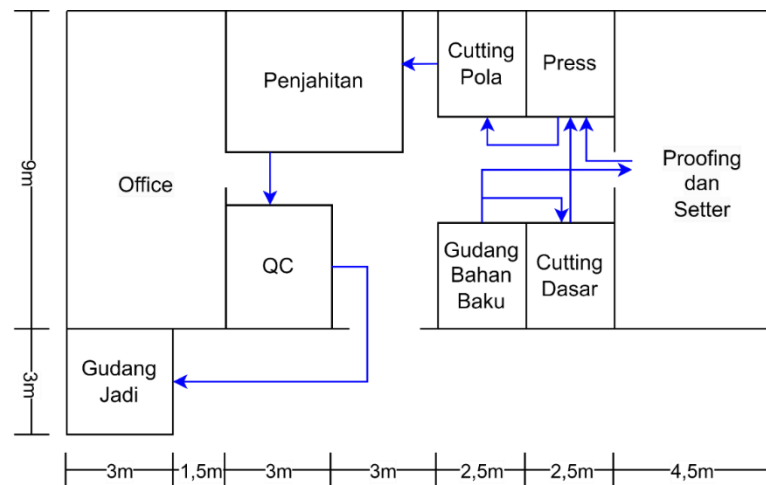 Penjahitan
Cutting
Pola
Press
9m
Office
Proofing
dan
Setter
QC
Gudang
Bahan
Baku
Cutting
Dasar
3m
Gudang
Jadi
3m
1,5m
3m
3m
2,5m
2,5m
4,5m